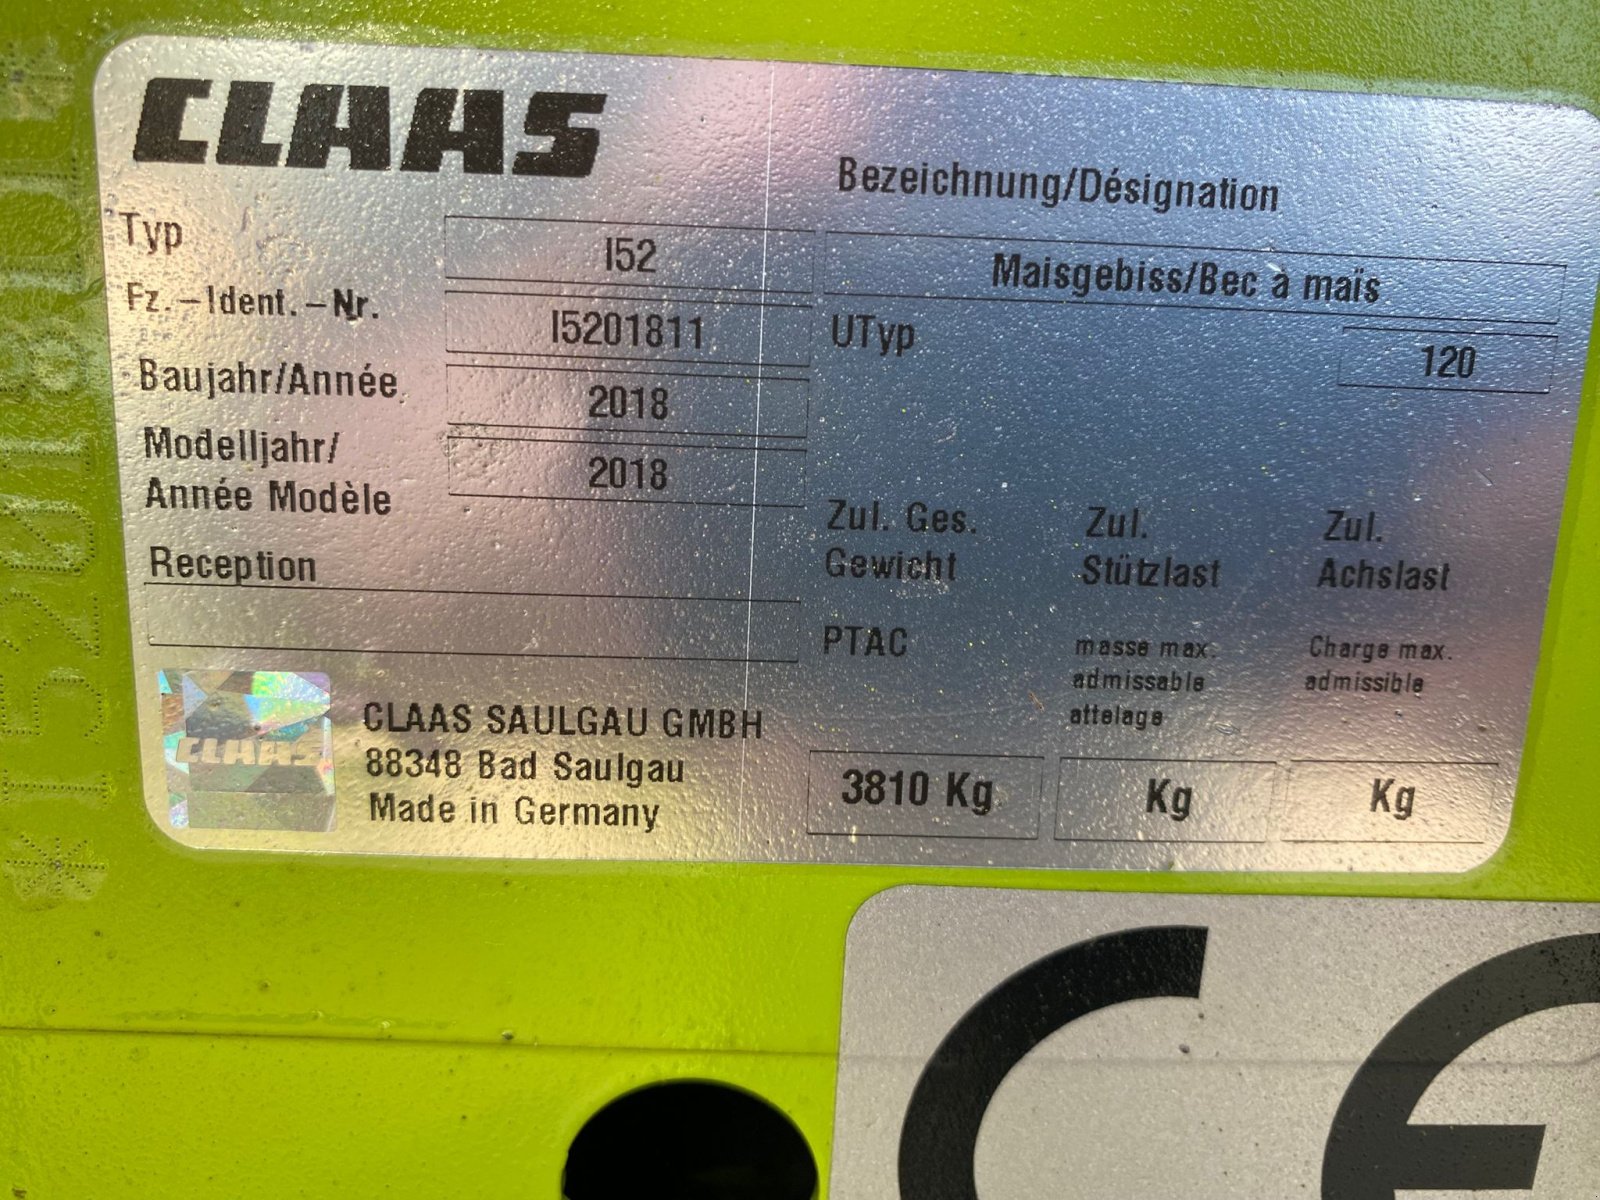 CLAAS
Bezeichnung/Désignation
Typ
I52
Maisgebiss/Bec à maïs
Fz.-Ident.-Nr.
I5201811
UTyp
120
Baujahr/Année
2018
Modelljahr/
Année Modèle
2018
Zul. Ges.
Gewicht
Zul.
Stützlast
Zul.
Achslast
Reception
PTAC
masse max.
admissable
attelage
Charge max.
admissible
CLAAS
CLAAS SAULGAU GMBH
88348 Bad Saulgau
Made in Germany
3810 Kg
Kg
Kg
CE
* I5201811